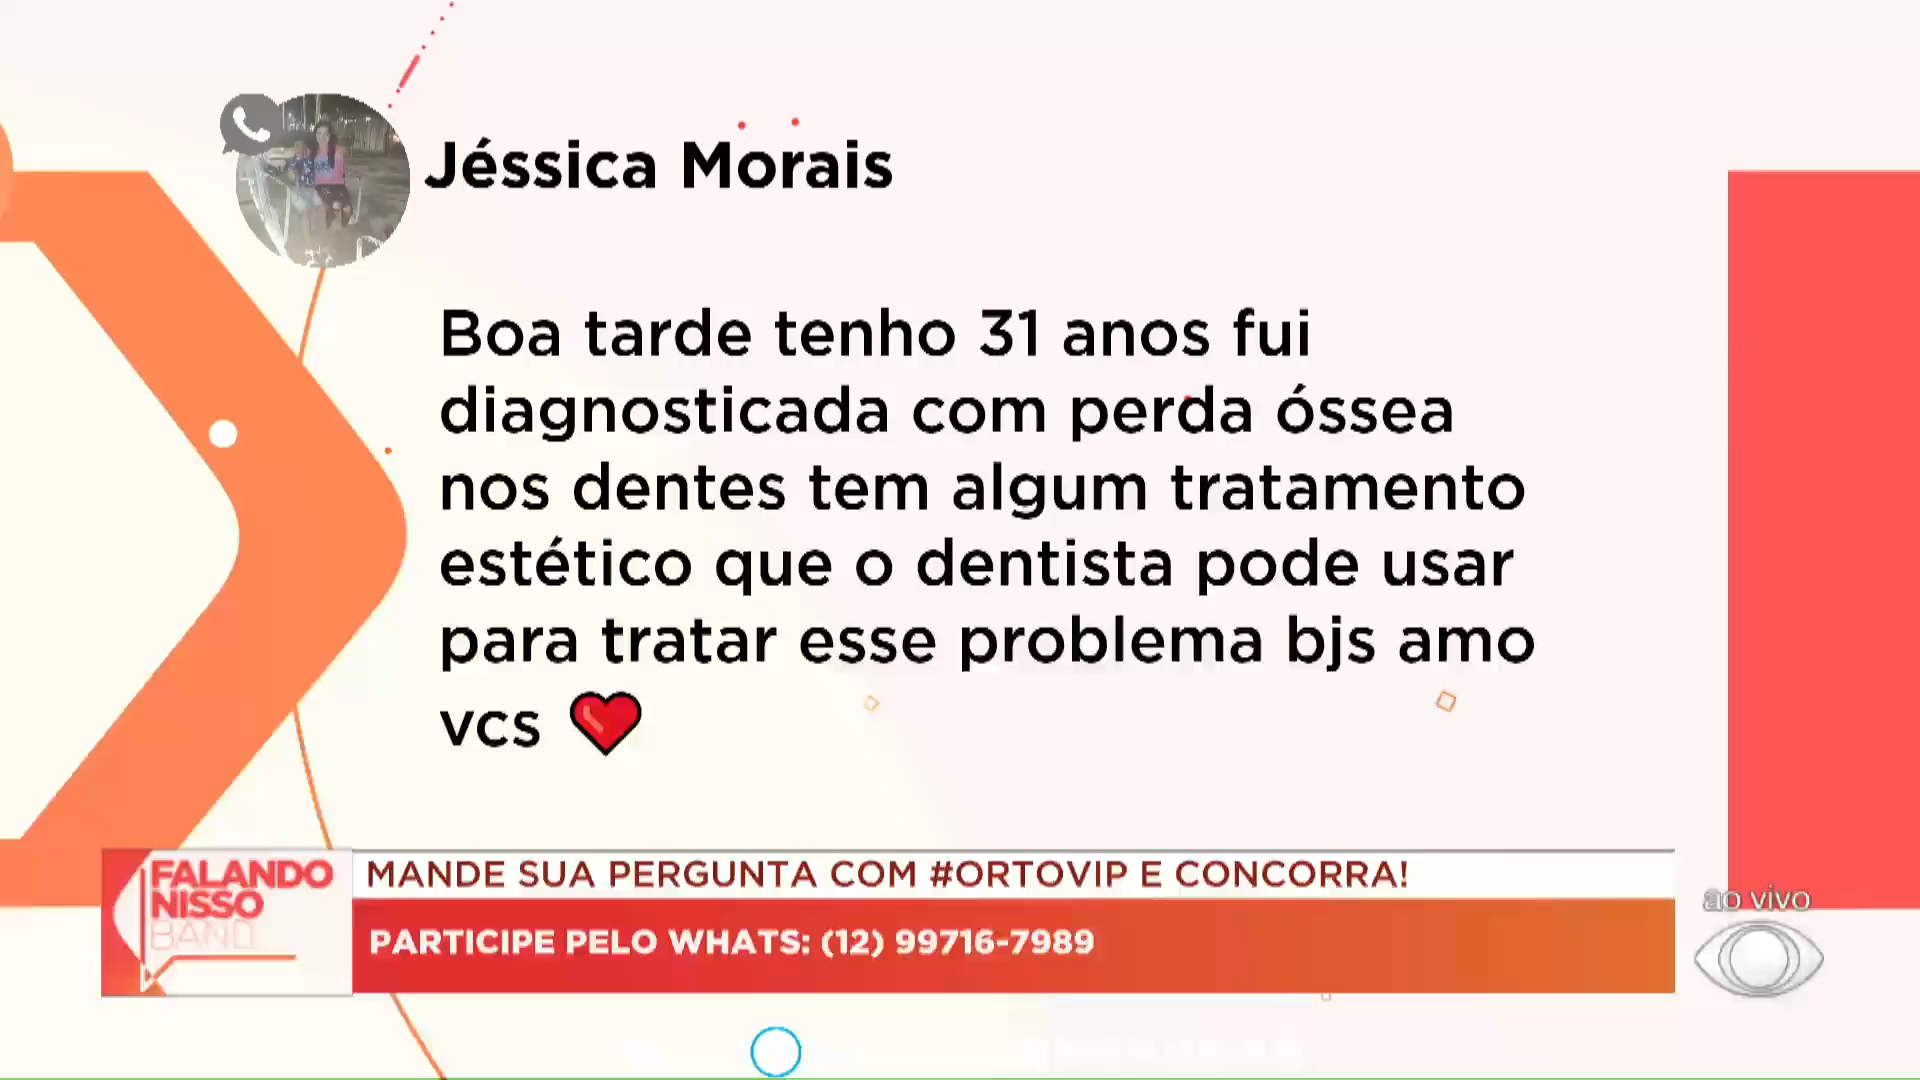 Jéssica Morais
Boa tarde tenho 31 anos fui
diagnosticada com perda óssea
nos dentes tem algum tratamento
estético que o dentista pode usar
para tratar esse problema bjs amo
vcs ❤️
FALANDO
NISSO
BAND
MANDE SUA PERGUNTA COM #ORTOVIP E CONCORRA!
PARTICIPE PELO WHATS: (12) 99716-7989
ao vivo